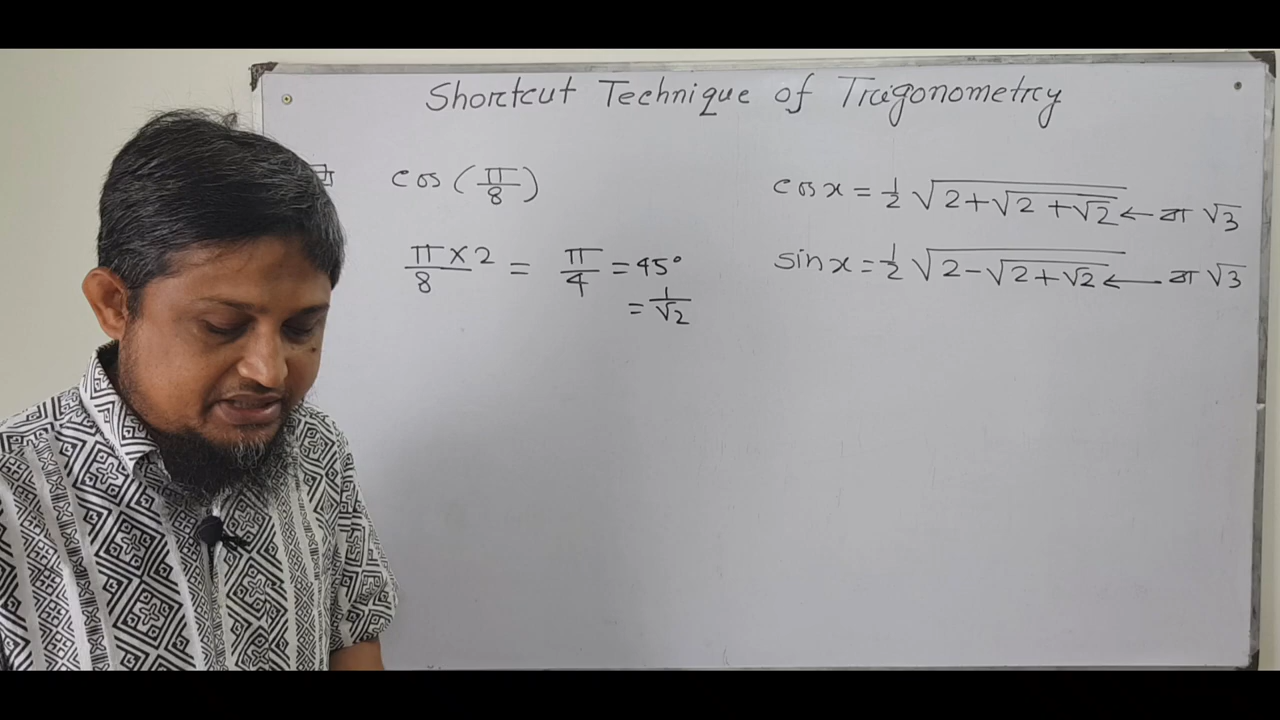 Shortcut Technique of Trigonometry
cos (π/8)
π×2/8 = π/4 = 45°
= 1/√2
cos x = 1/2 √(2+√(2+√2)) ← বা √3
sin x = 1/2 √(2-√(2+√2)) ← বা √3